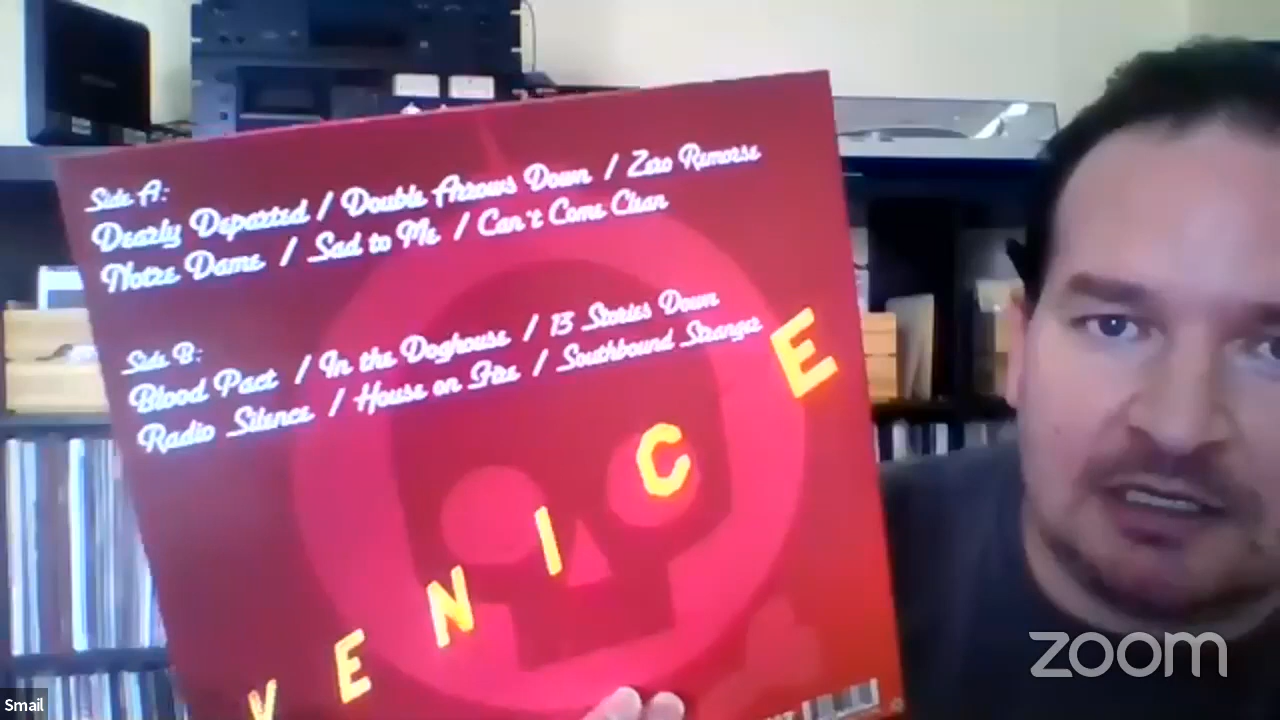 Side A:
Dearly Departed / Double Arrows Down / Zero Remorse
Notre Dame / Sad to Me / Can't Come Clean
Side B:
Blood Pact / In the Doghouse / 13 Stories Down
Radio Silence / House on Fire / Southbound Stranger
VENICE
zoom
Smail